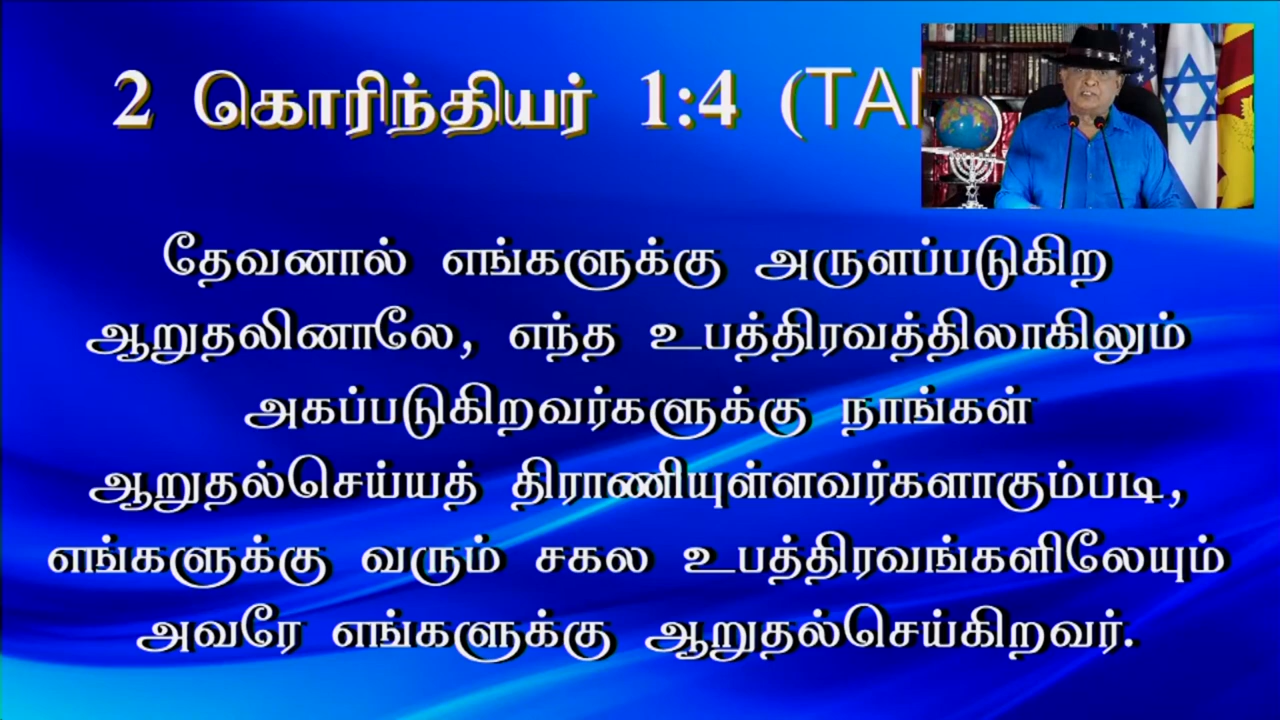 2 கொரிந்தியர் 1:4 (TA
தேவனால் எங்களுக்கு அருளப்படுகிற
ஆறுதலினாலே, எந்த உபத்திரவத்திலாகிலும்
அகப்படுகிறவர்களுக்கு நாங்கள்
ஆறுதல்செய்யத் திராணியுள்ளவர்களாகும்படி,
எங்களுக்கு வரும் சகல உபத்திரவங்களிலேயும்
அவரே எங்களுக்கு ஆறுதல்செய்கிறவர்.